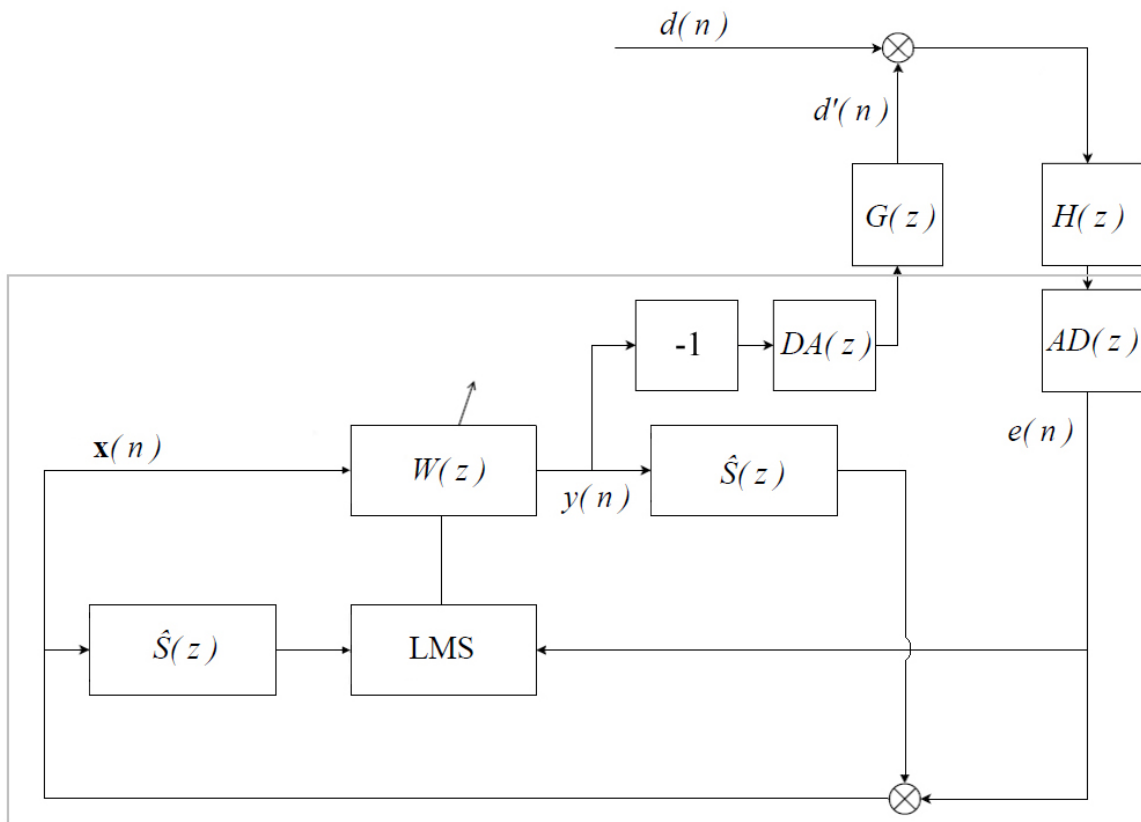 d(n)
d'(n)
G(z)
H(z)
-1
DA(z)
AD(z)
e(n)
x(n)
W(z)
y(n)
Ŝ(z)
Ŝ(z)
LMS